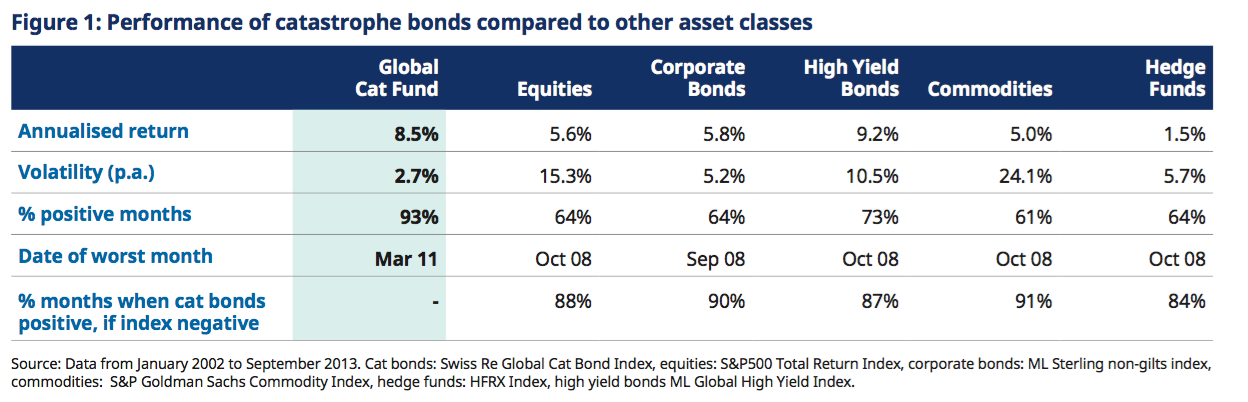 Figure 1: Performance of catastrophe bonds compared to other asset classes
Global Cat Fund Equities Corporate Bonds High Yield Bonds Commodities Hedge Funds
Annualised return 8.5% 5.6% 5.8% 9.2% 5.0% 1.5%
Volatility (p.a.) 2.7% 15.3% 5.2% 10.5% 24.1% 5.7%
% positive months 93% 64% 64% 73% 61% 64%
Date of worst month Mar 11 Oct 08 Sep 08 Oct 08 Oct 08 Oct 08
% months when cat bonds positive, if index negative - 88% 90% 87% 91% 84%
Source: Data from January 2002 to September 2013. Cat bonds: Swiss Re Global Cat Bond Index, equities: S&P500 Total Return Index, corporate bonds: ML Sterling non-gilts index,
commodities: S&P Goldman Sachs Commodity Index, hedge funds: HFRX Index, high yield bonds ML Global High Yield Index.